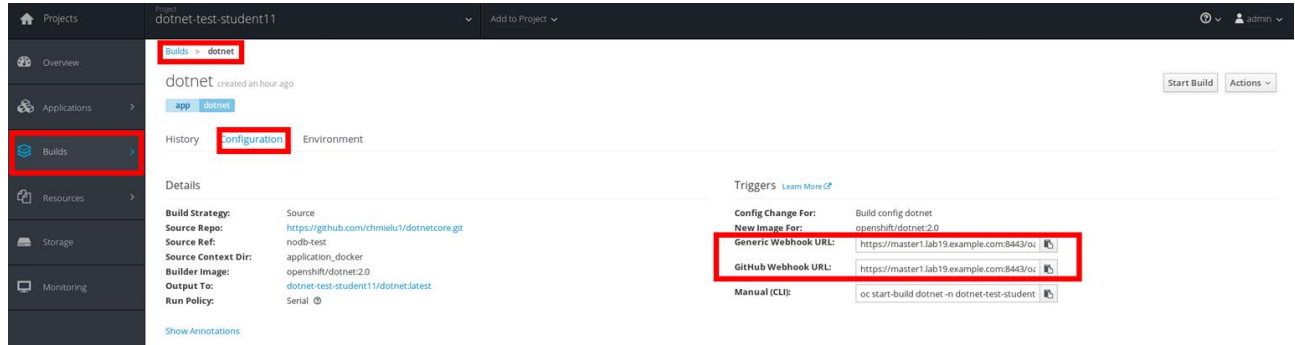 Projects
Project
dotnet-test-student11
Add to Project
admin
Overview
Applications
Builds
Resources
Storage
Monitoring
Builds » dotnet
dotnet created an hour ago
app dotnet
Start Build
Actions
History Configuration Environment
Details
Build Strategy: Source
Source Repo: https://github.com/chmielu1/dotnetcore.git
Source Ref: nodb-test
Source Context Dir: application_docker
Builder Image: openshift/dotnet:2.0
Output To: dotnet-test-student11/dotnet:latest
Run Policy: Serial
Show Annotations
Triggers Learn More
Config Change For: Build config dotnet
New Image For: openshift/dotnet:2.0
Generic Webhook URL: https://master1.lab19.example.com:8443/oa
GitHub Webhook URL: https://master1.lab19.example.com:8443/oa
Manual (CLI): oc start-build dotnet -n dotnet-test-student